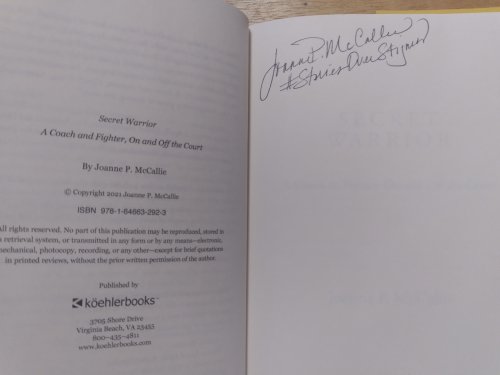 Secret Warrior
A Coach and Fighter, On and Off the Court
By Joanne P. McCallie
© Copyright 2021 Joanne P. McCallie
ISBN 978-1-64663-292-3
All rights reserved. No part of this publication may be reproduced, stored in
a retrieval system, or transmitted in any form or by any means—electronic,
mechanical, photocopy, recording, or any other—except for brief quotations
in printed reviews, without the prior written permission of the author.
Published by
köehlerbooks™
3705 Shore Drive
Virginia Beach, VA 23455
800-435-4811
www.koehlerbooks.com
Joanne P. McCallie
#StoriesOverStigma
SECRET
WARRIOR